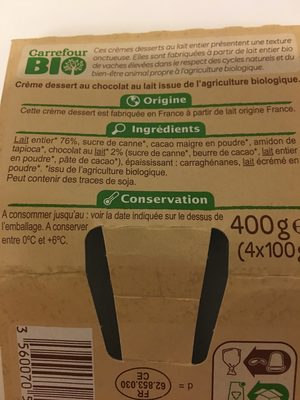 Carrefour
BIO
Ces crèmes desserts au lait entier présentent une texture
onctueuse. Elles sont fabriquées à partir de lait entier bio
de vaches élevées dans le respect des cycles naturels et du
bien-être animal propre à l'agriculture biologique.
Crème dessert au chocolat au lait issue de l'agriculture biologique.
Origine
Cette crème dessert est fabriquée en France à partir de lait origine France.
Ingrédients
Lait entier* 76%, sucre de canne*, cacao maigre en poudre*, amidon de
tapioca*, chocolat au lait* 2% (sucre de canne*, beurre de cacao*, lait entier
en poudre*, pâte de cacao*), épaississant : carraghénanes, lait écrémé en
poudre*. *Issu de l'agriculture biologique.
Peut contenir des traces de soja.
Conservation
A consommer jusqu'au : voir la date indiquée sur le dessus de
l'emballage. A conserver
entre 0°C et +6°C.
400g e
(4x100g
3 560070
FR
62.853.030
CE
= d